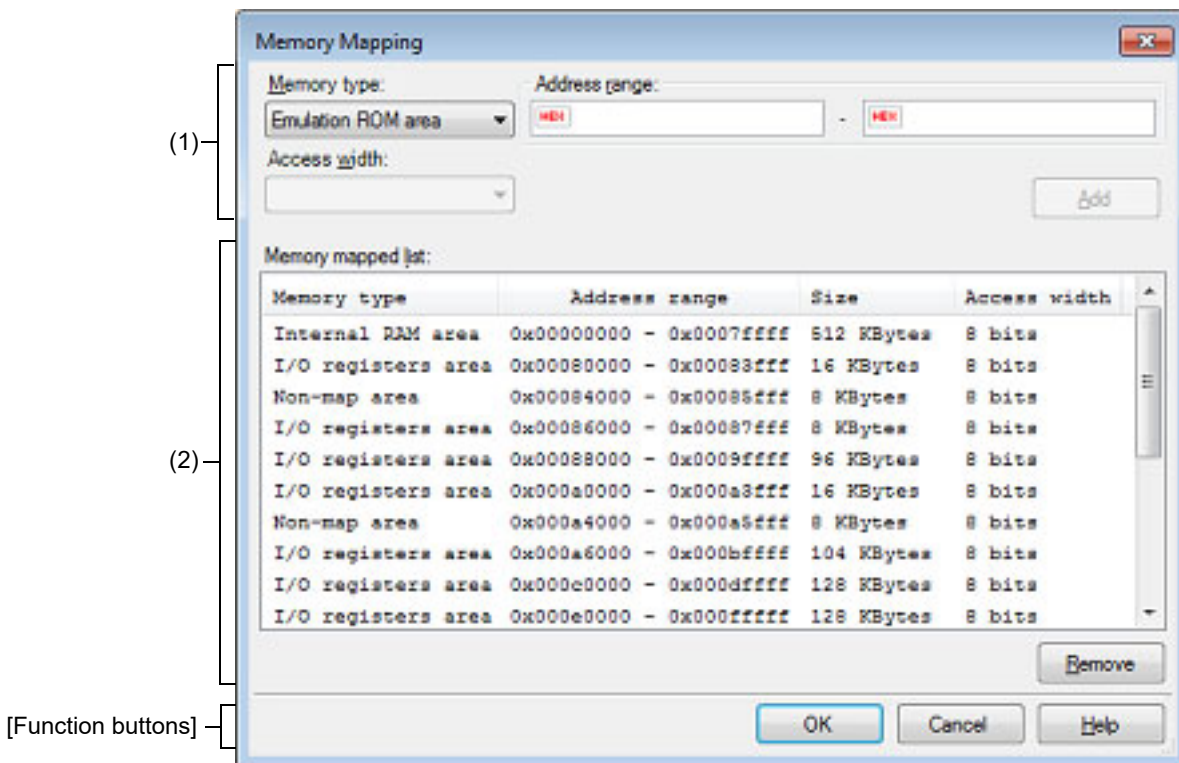 Memory Mapping
(1)
Memory type:
Address range:
Emulation ROM area
HEX - HEX
Access width:
Add
(2)
Memory mapped list:
Memory type Address range Size Access width
Internal RAM area 0x00000000 - 0x0007ffff 512 KBytes 8 bits
I/O registers area 0x00080000 - 0x00083fff 16 KBytes 8 bits
Non-map area 0x00084000 - 0x00085fff 8 KBytes 8 bits
I/O registers area 0x00086000 - 0x00087fff 8 KBytes 8 bits
I/O registers area 0x00088000 - 0x0009ffff 96 KBytes 8 bits
I/O registers area 0x000a0000 - 0x000a3fff 16 KBytes 8 bits
Non-map area 0x000a4000 - 0x000a5fff 8 KBytes 8 bits
I/O registers area 0x000a6000 - 0x000bffff 104 KBytes 8 bits
I/O registers area 0x000c0000 - 0x000dffff 128 KBytes 8 bits
I/O registers area 0x000e0000 - 0x000fffff 128 KBytes 8 bits
Remove
[Function buttons]
OK Cancel Help